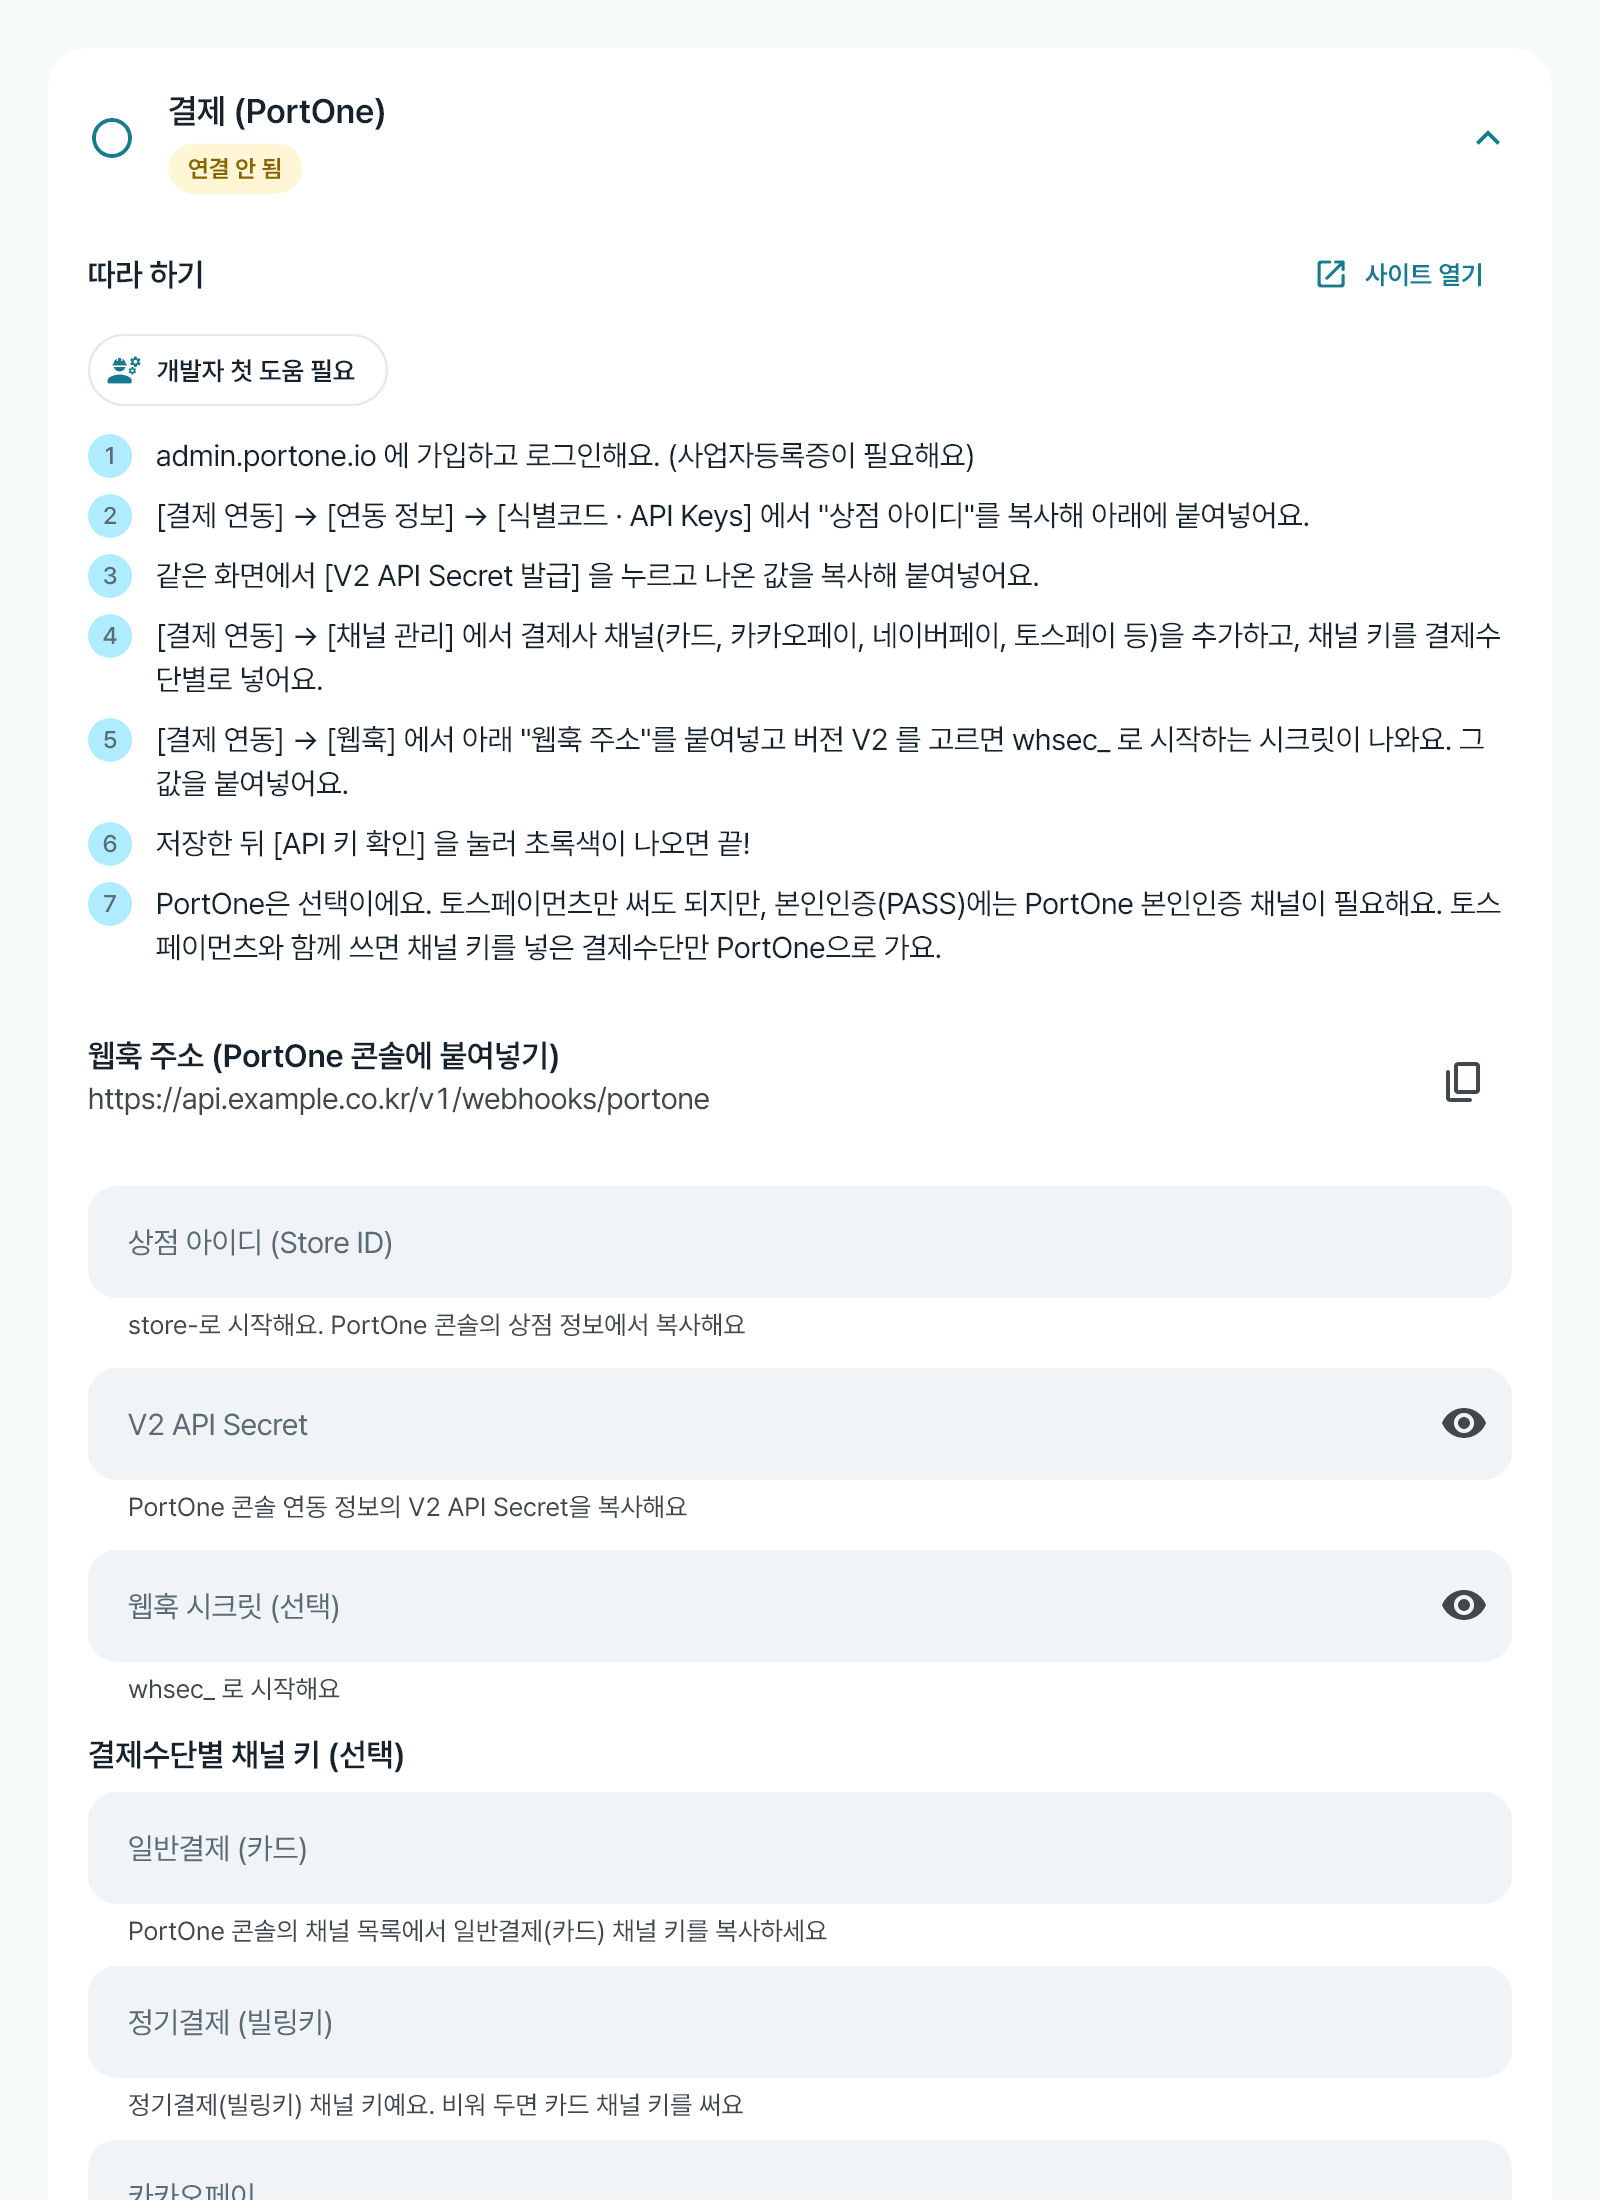 결제 (PortOne)
연결 안 됨
따라 하기
사이트 열기
개발자 첫 도움 필요
1 admin.portone.io 에 가입하고 로그인해요. (사업자등록증이 필요해요)
2 [결제 연동] → [연동 정보] → [식별코드 · API Keys] 에서 "상점 아이디"를 복사해 아래에 붙여넣어요.
3 같은 화면에서 [V2 API Secret 발급] 을 누르고 나온 값을 복사해 붙여넣어요.
4 [결제 연동] → [채널 관리] 에서 결제사 채널(카드, 카카오페이, 네이버페이, 토스페이 등)을 추가하고, 채널 키를 결제수
단별로 넣어요.
5 [결제 연동] → [웹훅] 에서 아래 "웹훅 주소"를 붙여넣고 버전 V2 를 고르면 whsec_ 로 시작하는 시크릿이 나와요. 그
값을 붙여넣어요.
6 저장한 뒤 [API 키 확인] 을 눌러 초록색이 나오면 끝!
7 PortOne은 선택이에요. 토스페이먼츠만 써도 되지만, 본인인증(PASS)에는 PortOne 본인인증 채널이 필요해요. 토스
페이먼츠와 함께 쓰면 채널 키를 넣은 결제수단만 PortOne으로 가요.
웹훅 주소 (PortOne 콘솔에 붙여넣기)
https://api.example.co.kr/v1/webhooks/portone
상점 아이디 (Store ID)
store-로 시작해요. PortOne 콘솔의 상점 정보에서 복사해요
V2 API Secret
PortOne 콘솔 연동 정보의 V2 API Secret을 복사해요
웹훅 시크릿 (선택)
whsec_ 로 시작해요
결제수단별 채널 키 (선택)
일반결제 (카드)
PortOne 콘솔의 채널 목록에서 일반결제(카드) 채널 키를 복사하세요
정기결제 (빌링키)
정기결제(빌링키) 채널 키예요. 비워 두면 카드 채널 키를 써요
카카오페이